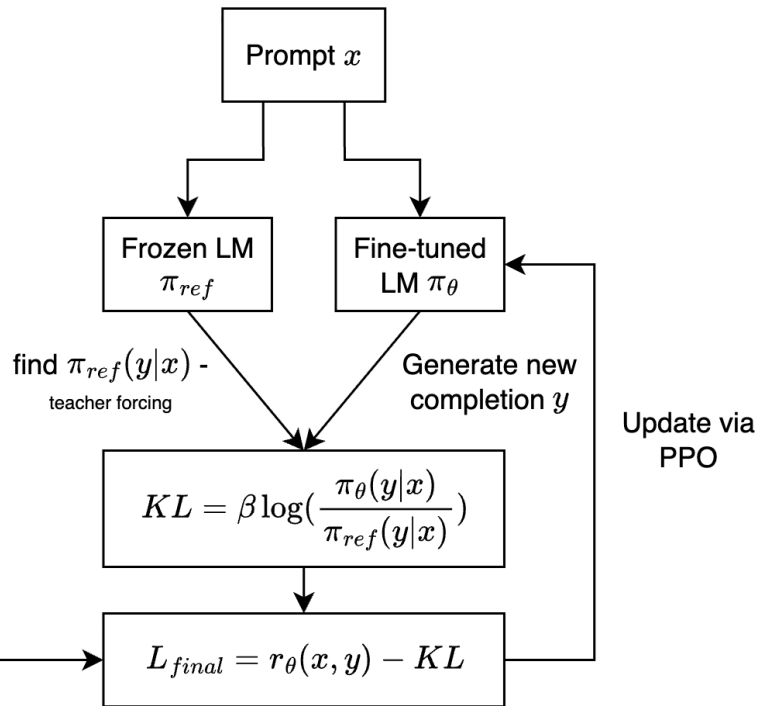 Prompt x
Frozen LM
π_ref
Fine-tuned
LM π_θ
find π_ref(y|x) -
teacher forcing
Generate new
completion y
Update via
PPO
KL = β log(π_θ(y|x) / π_ref(y|x))
L_final = r_θ(x, y) − KL